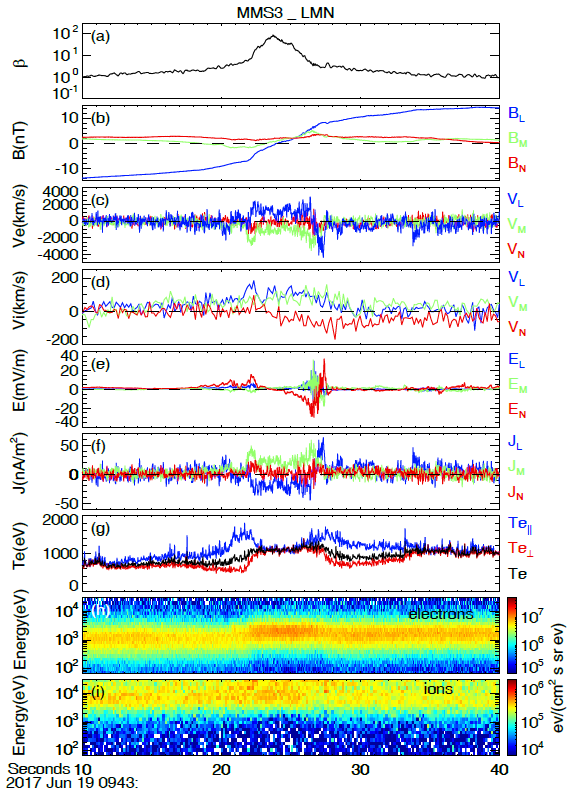 MMS3 _ LMN
(a)
β
10^2
10^1
10^0
10^-1
(b)
B(nT)
10
0
-10
B_L
B_M
B_N
(c)
Ve(km/s)
4000
2000
0
-2000
-4000
V_L
V_M
V_N
(d)
Vi(km/s)
200
0
-200
V_L
V_M
V_N
(e)
E(mV/m)
40
20
0
-20
-40
E_L
E_M
E_N
(f)
J(nA/m^2)
50
0
-50
J_L
J_M
J_N
(g)
Te(eV)
2000
1000
0
Te_∥
Te_⊥
Te
(h)
electrons
Energy(eV)
10^4
10^3
10^2
10^7
10^6
10^5
(i)
ions
Energy(eV)
10^4
10^3
10^2
10^6
10^5
10^4
ev/(cm^2 s sr ev)
Seconds
10 20 30 40
2017 Jun 19 0943: